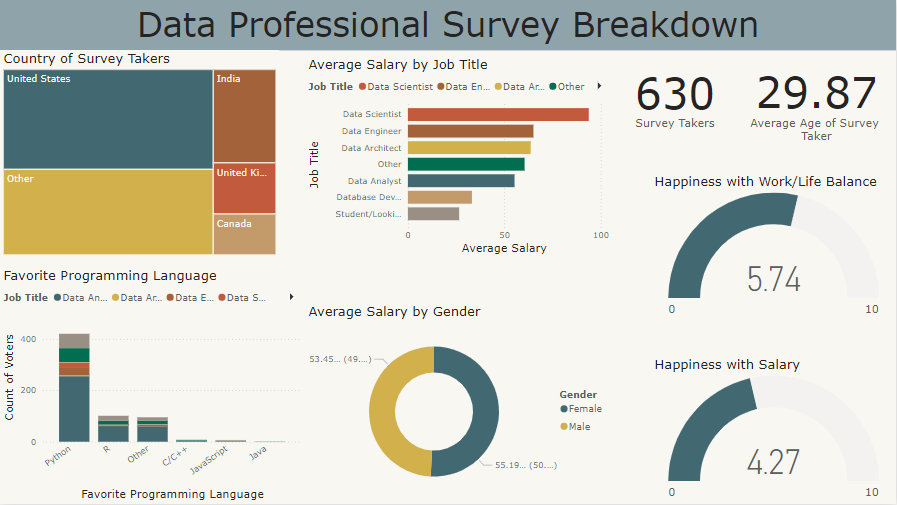 Data Professional Survey Breakdown
Country of Survey Takers
United States
India
Other
United Ki...
Canada
Average Salary by Job Title
Job Title Data Scientist Data En... Data Ar... Other
Job Title
Data Scientist
Data Engineer
Data Architect
Other
Data Analyst
Database Dev...
Student/Looki...
0 50 100
Average Salary
630
Survey Takers
29.87
Average Age of Survey
Taker
Happiness with Work/Life Balance
5.74
0 10
Favorite Programming Language
Job Title Data An... Data Ar... Data E... Data S...
Count of Voters
400
200
0
Python R Other C/C++ JavaScript Java
Favorite Programming Language
Average Salary by Gender
53.45... (49....)
55.19... (50....)
Gender
Female
Male
Happiness with Salary
4.27
0 10